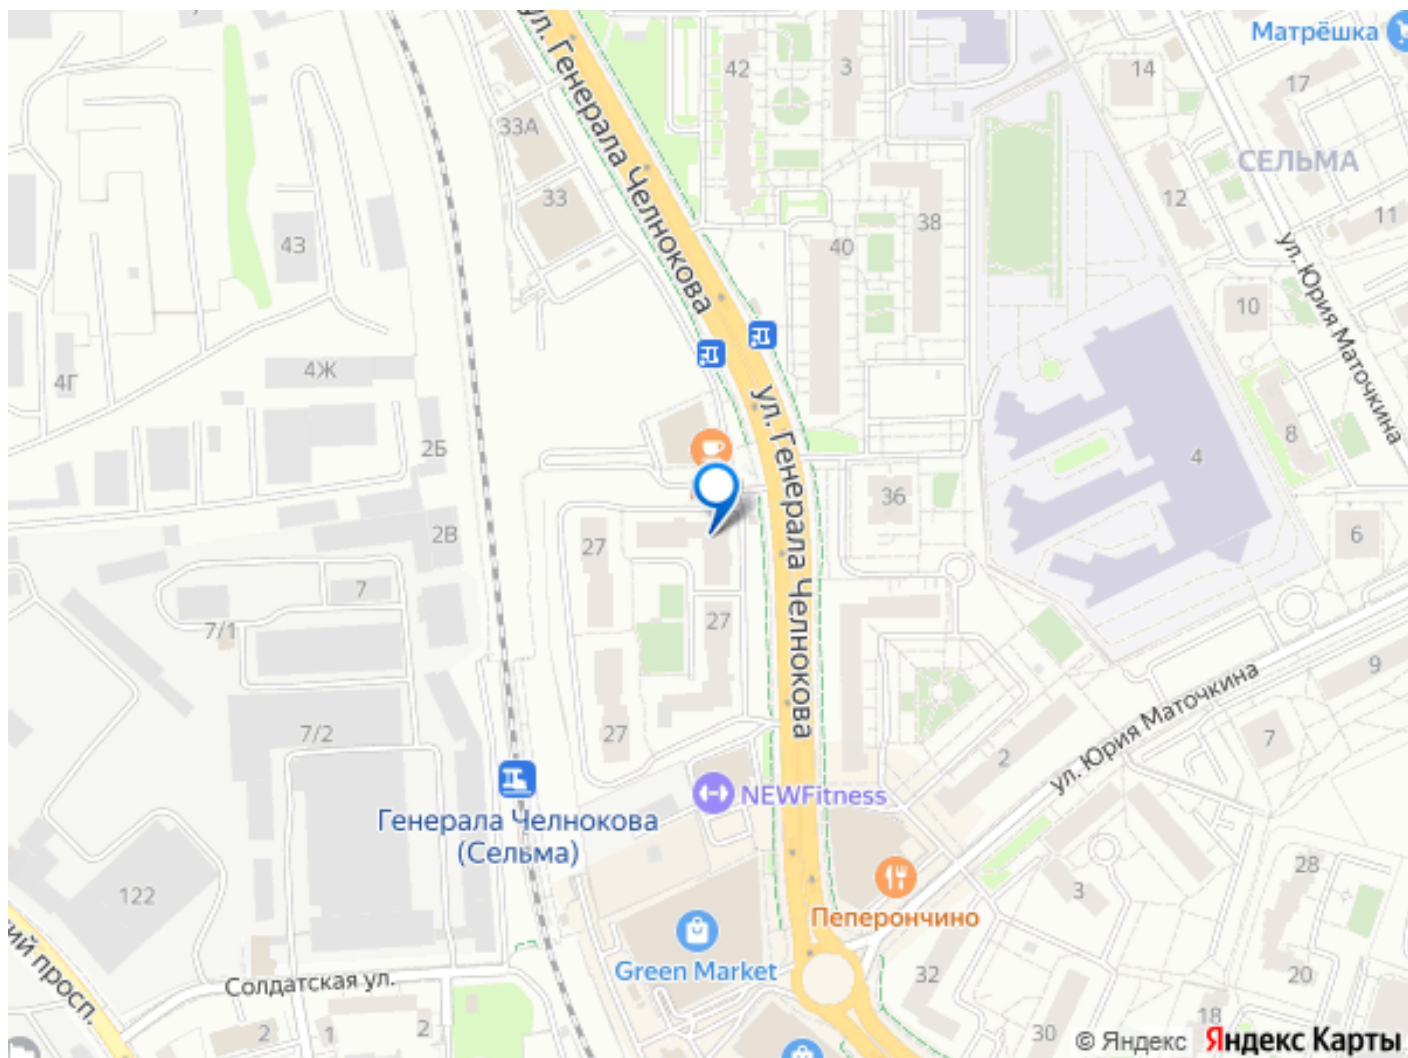 ул. Генерала Челнокова
Матрёшка
42
3
14
17
33А
СЕЛЬМА
33
12
38
11
43
40
ул. Юрия Маточкина
10
4Г
4Ж
ул. Генерала Челнокова
8
2Б
4
36
2В
27
6
7
7/1
27
9
ул. Юрия Маточкина
7/2
27
2
7
NEWFitness
Генерала Челнокова
(Сельма)
28
122
3
Пеперончино
Green Market
32
20
ий просп.
Солдатская ул.
18
2
1
2
30
© Яндекс Яндекс Карты